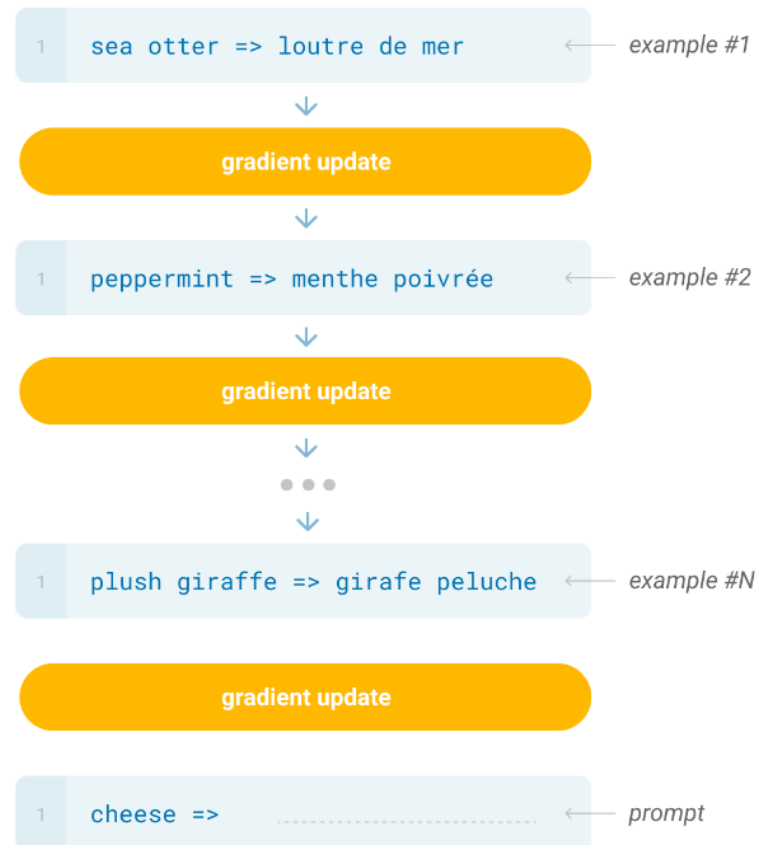 1 sea otter => loutre de mer example #1
gradient update
1 peppermint => menthe poivrée example #2
gradient update
1 plush giraffe => girafe peluche example #N
gradient update
1 cheese => prompt